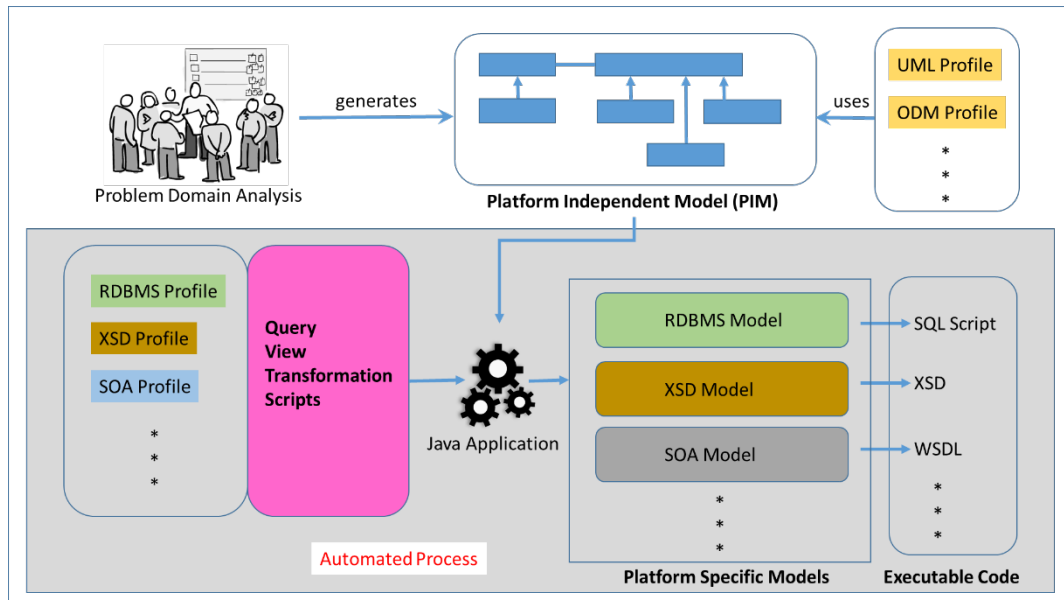 generates
Problem Domain Analysis
Platform Independent Model (PIM)
uses
UML Profile
ODM Profile
*
*
*
RDBMS Profile
XSD Profile
SOA Profile
*
*
*
Query
View
Transformation
Scripts
Java Application
RDBMS Model
XSD Model
SOA Model
*
*
*
Platform Specific Models
SQL Script
XSD
WSDL
*
*
*
Executable Code
Automated Process